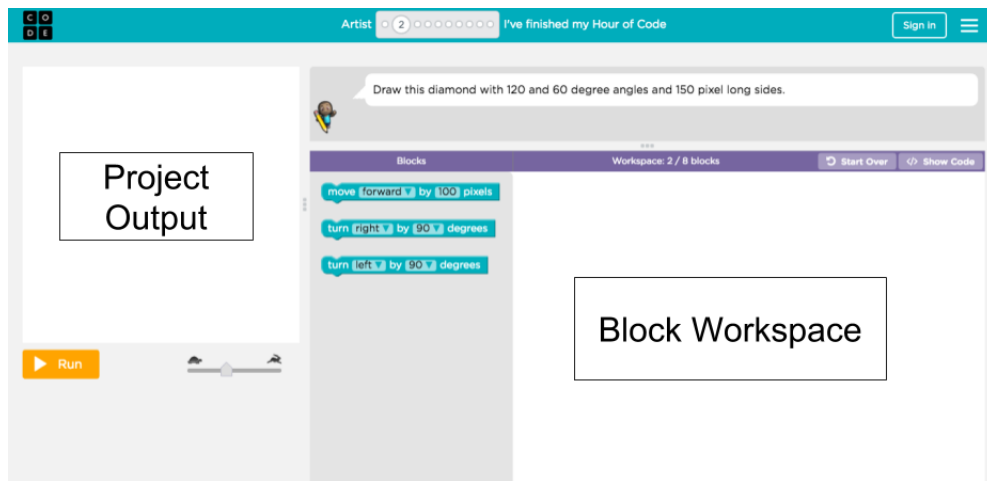 C O
D E
Artist 2 I've finished my Hour of Code
Sign in
Draw this diamond with 120 and 60 degree angles and 150 pixel long sides.
Blocks
Workspace: 2 / 8 blocks
Start Over
</> Show Code
Project
Output
move forward by 100 pixels
turn right by 90 degrees
turn left by 90 degrees
Block Workspace
Run